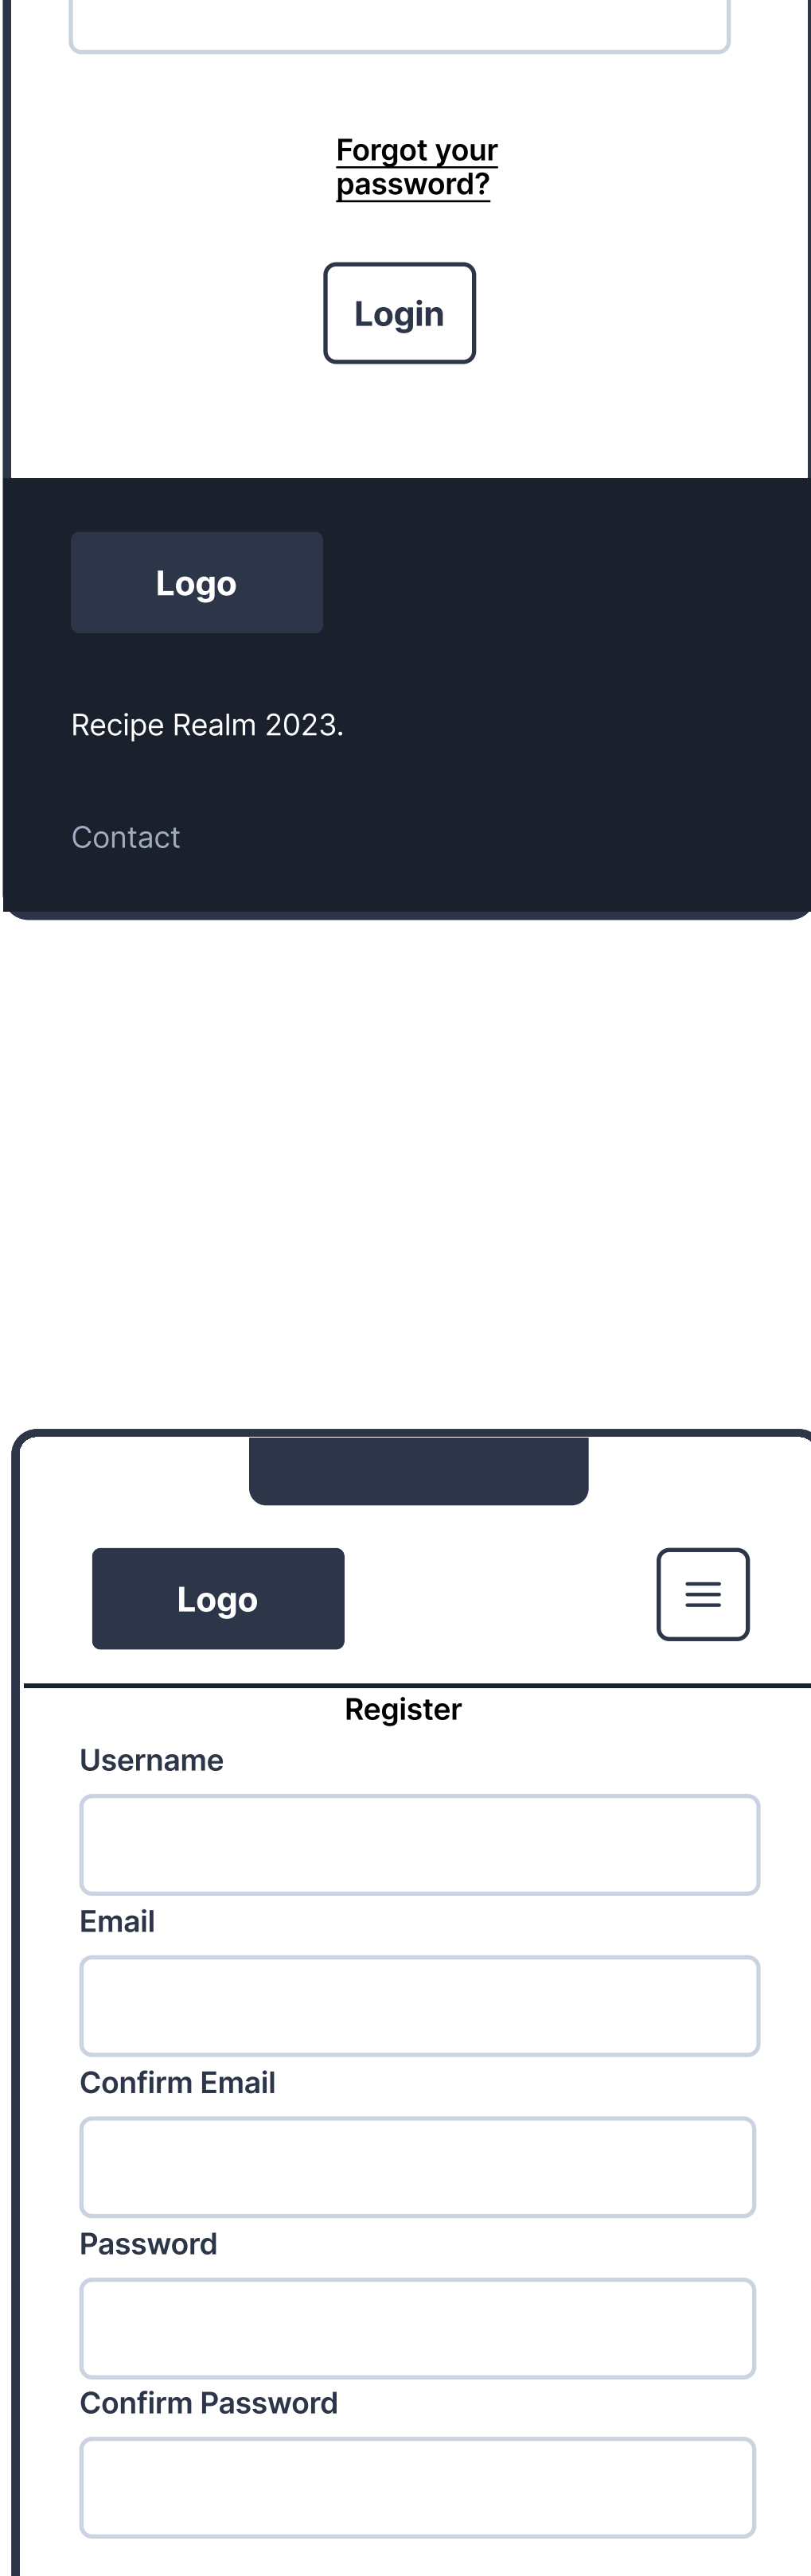 Forgot your
password?
Login
Logo
Recipe Realm 2023.
Contact
Logo
Register
Username
Email
Confirm Email
Password
Confirm Password